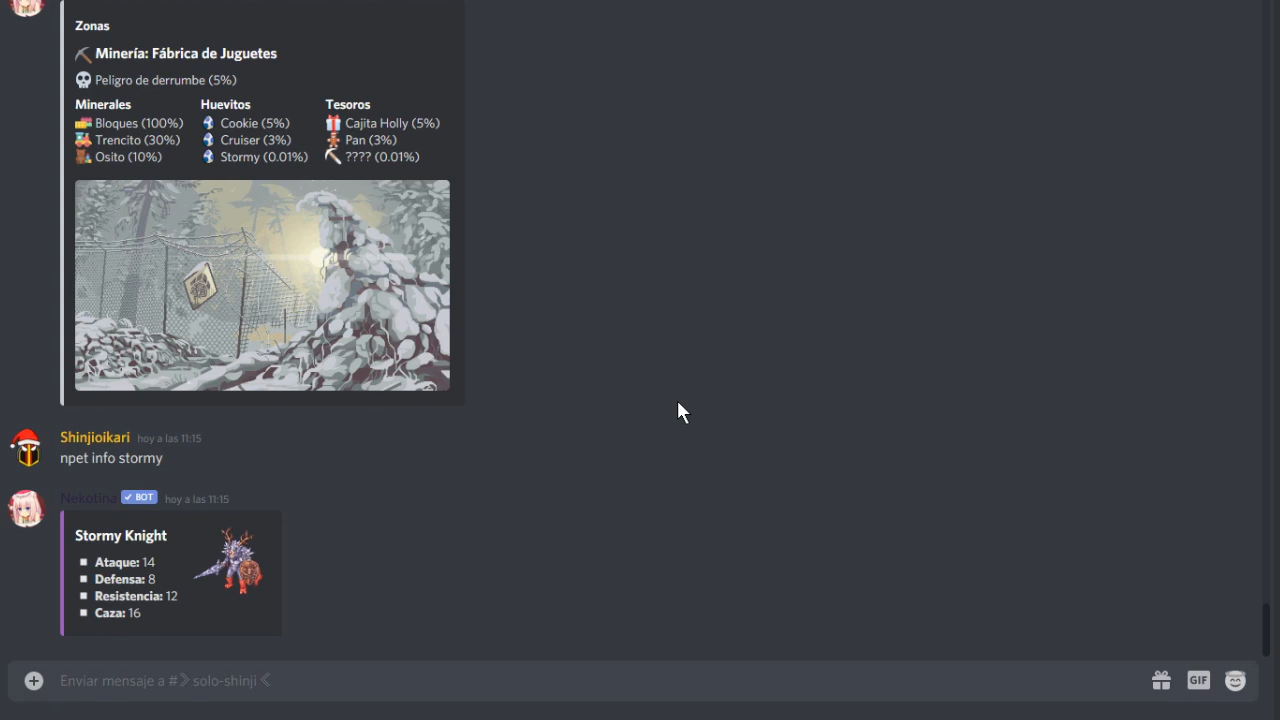 Zonas
Minería: Fábrica de Juguetes
Peligro de derrumbe (5%)
Minerales Huevitos Tesoros
Bloques (100%) Cookie (5%) Cajita Holly (5%)
Trencito (30%) Cruiser (3%) Pan (3%)
Osito (10%) Stormy (0.01%) ???? (0.01%)
Shinjioikari hoy a las 11:15
npet info stormy
Nekotina BOT hoy a las 11:15
Stormy Knight
Ataque: 14
Defensa: 8
Resistencia: 12
Caza: 16
Enviar mensaje a #》solo-shinji《
GIF